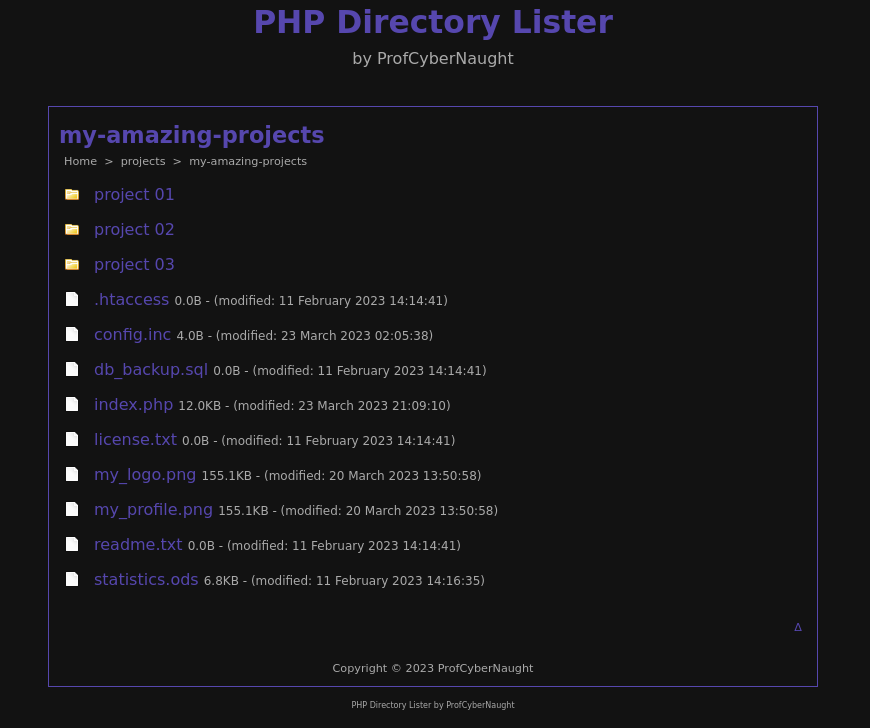 PHP Directory Lister
by ProfCyberNaught
my-amazing-projects
Home > projects > my-amazing-projects
project 01
project 02
project 03
.htaccess 0.0B - (modified: 11 February 2023 14:14:41)
config.inc 4.0B - (modified: 23 March 2023 02:05:38)
db_backup.sql 0.0B - (modified: 11 February 2023 14:14:41)
index.php 12.0KB - (modified: 23 March 2023 21:09:10)
license.txt 0.0B - (modified: 11 February 2023 14:14:41)
my_logo.png 155.1KB - (modified: 20 March 2023 13:50:58)
my_profile.png 155.1KB - (modified: 20 March 2023 13:50:58)
readme.txt 0.0B - (modified: 11 February 2023 14:14:41)
statistics.ods 6.8KB - (modified: 11 February 2023 14:16:35)
Δ
Copyright © 2023 ProfCyberNaught
PHP Directory Lister by ProfCyberNaught